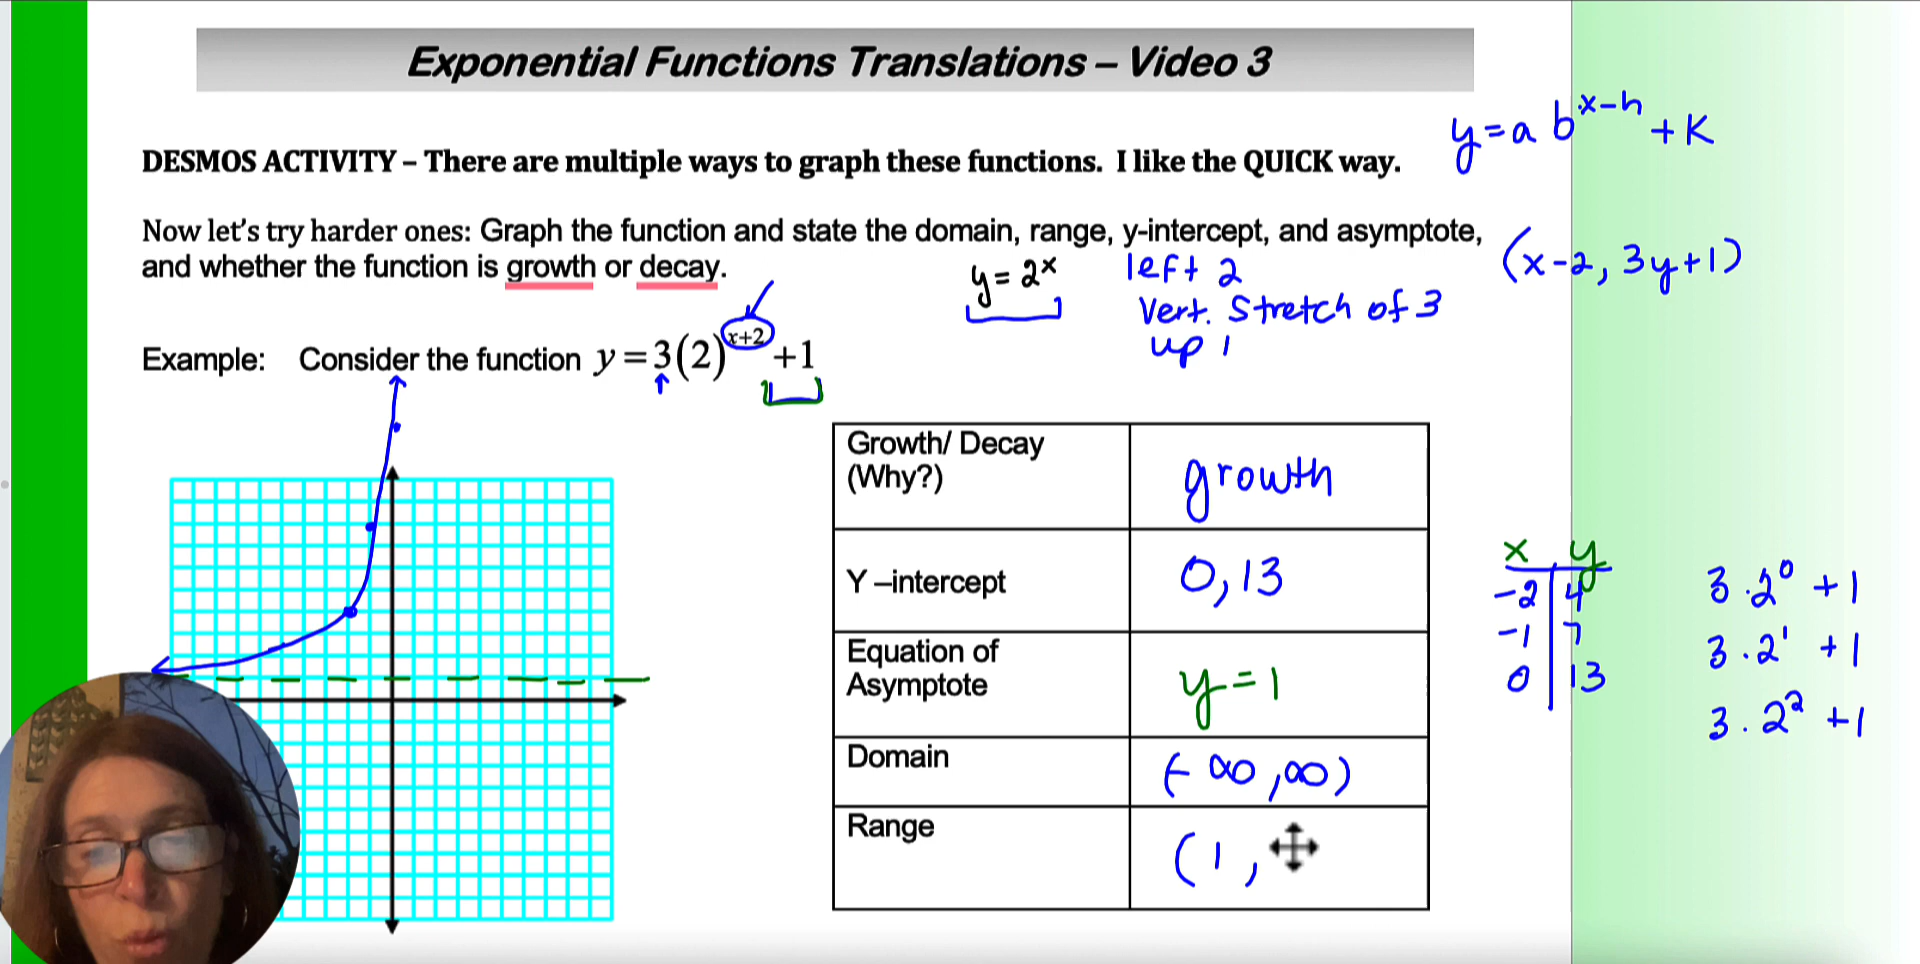 Exponential Functions Translations – Video 3
y = a b^(x-h) + k
DESMOS ACTIVITY – There are multiple ways to graph these functions.  I like the QUICK way.
Now let's try harder ones: Graph the function and state the domain, range, y-intercept, and asymptote,
and whether the function is growth or decay.
(x-2, 3y+1)
y = 2^x
left 2
Vert. Stretch of 3
up 1
Example:    Consider the function y = 3(2)^(x+2) + 1
Growth/ Decay
(Why?)
growth
Y –intercept
0, 13
Equation of
Asymptote
y = 1
Domain
(-∞, ∞)
Range
(1,
x y
-2 4
-1 7
0 13
3 · 2^0 + 1
3 · 2^1 + 1
3 · 2^2 + 1